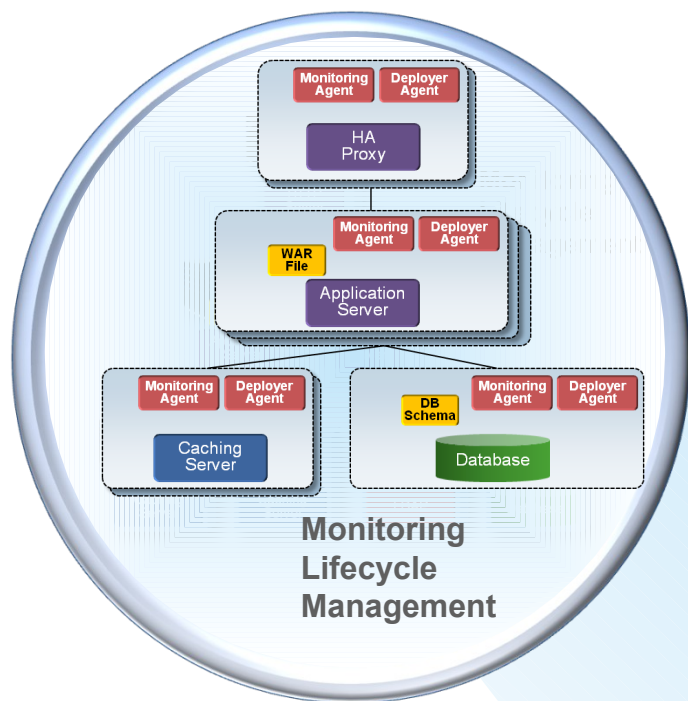 Monitoring
Agent
Deployer
Agent
HA
Proxy
Monitoring
Agent
Deployer
Agent
WAR
File
Application
Server
Monitoring
Agent
Deployer
Agent
Caching
Server
Monitoring
Agent
Deployer
Agent
DB
Schema
Database
Monitoring
Lifecycle
Management